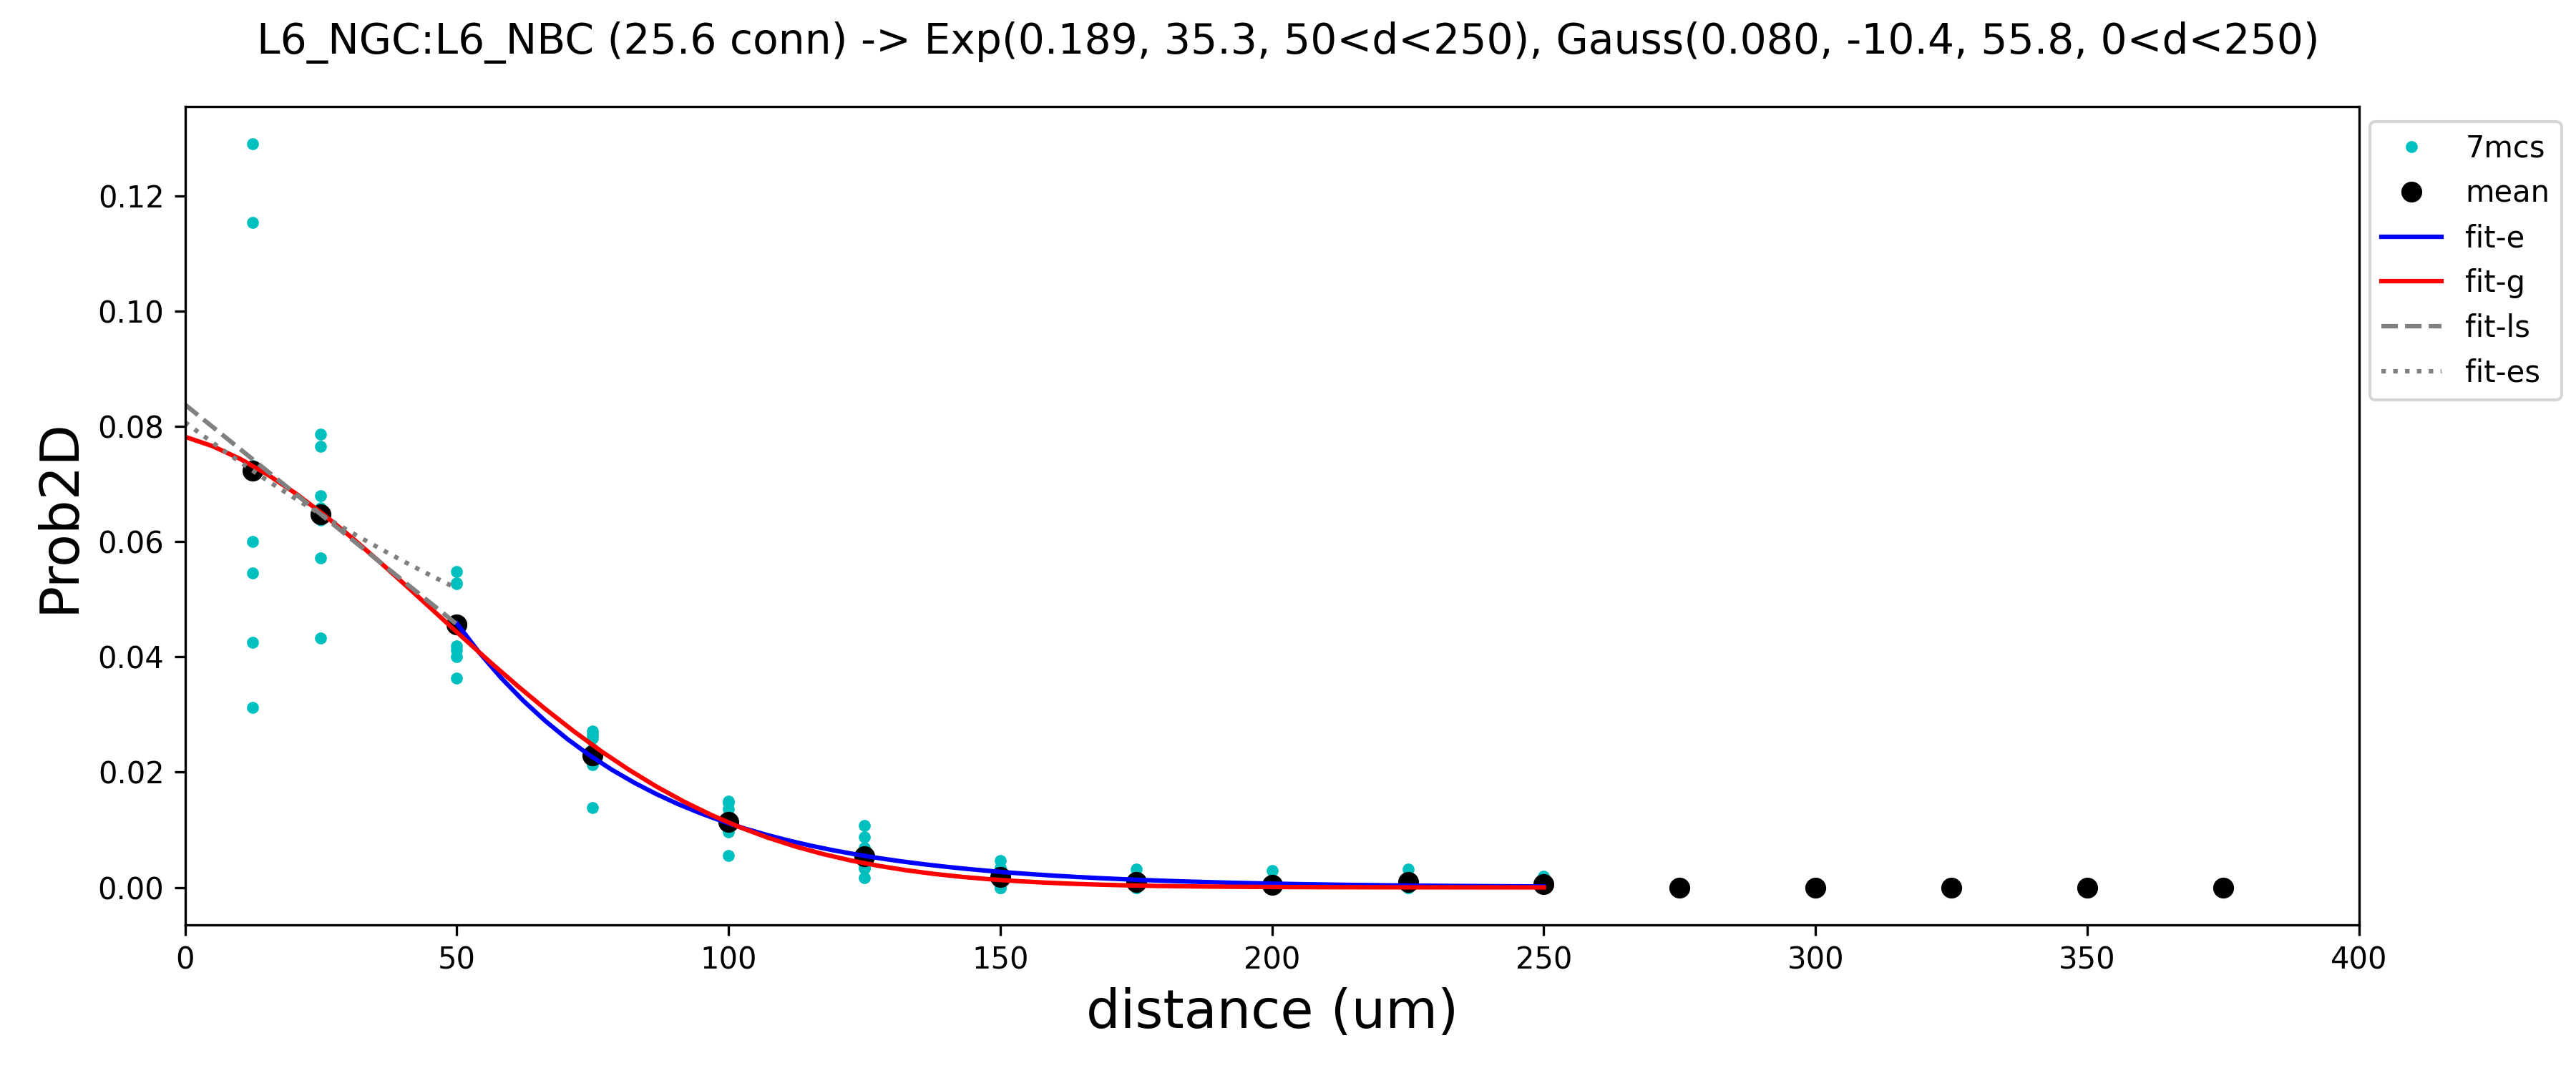 L6_NGC:L6_NBC (25.6 conn) -> Exp(0.189, 35.3, 50<d<250), Gauss(0.080, -10.4, 55.8, 0<d<250)
7mcs
mean
fit-e
fit-g
fit-ls
fit-es
Prob2D
0.12
0.10
0.08
0.06
0.04
0.02
0.00
0 50 100 150 200 250 300 350 400
distance (um)